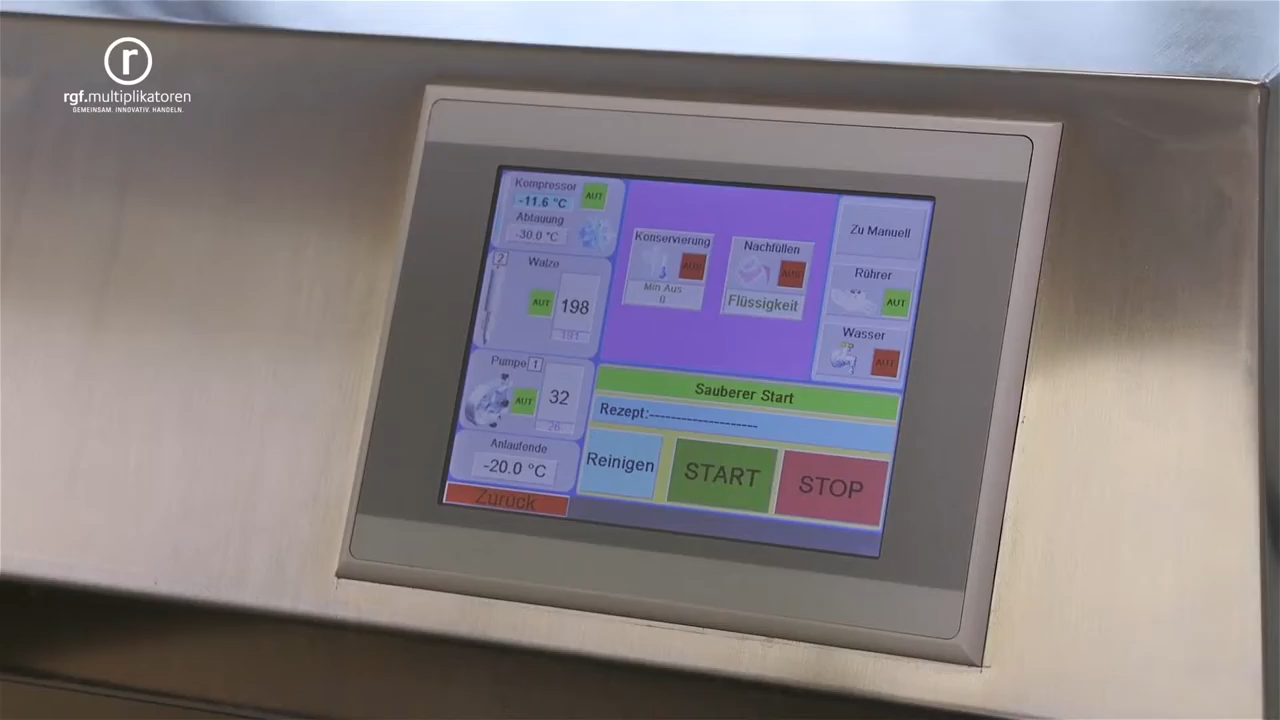 r
rgf.multiplikatoren
GEMEINSAM. INNOVATIV. HANDELN.
Kompressor
-11.6 °C
AUT
Abtauung
-30.0 °C
2
Walze
AUT
198
191
Pumpe 1
AUT
32
26
Anlaufende
-20.0 °C
Zurück
Konservierung
Min Aus
0
Nachfüllen
Flüssigkeit
Zu Manuell
Rührer
AUT
Wasser
AUT
Sauberer Start
Rezept:--------------------
Reinigen
START
STOP